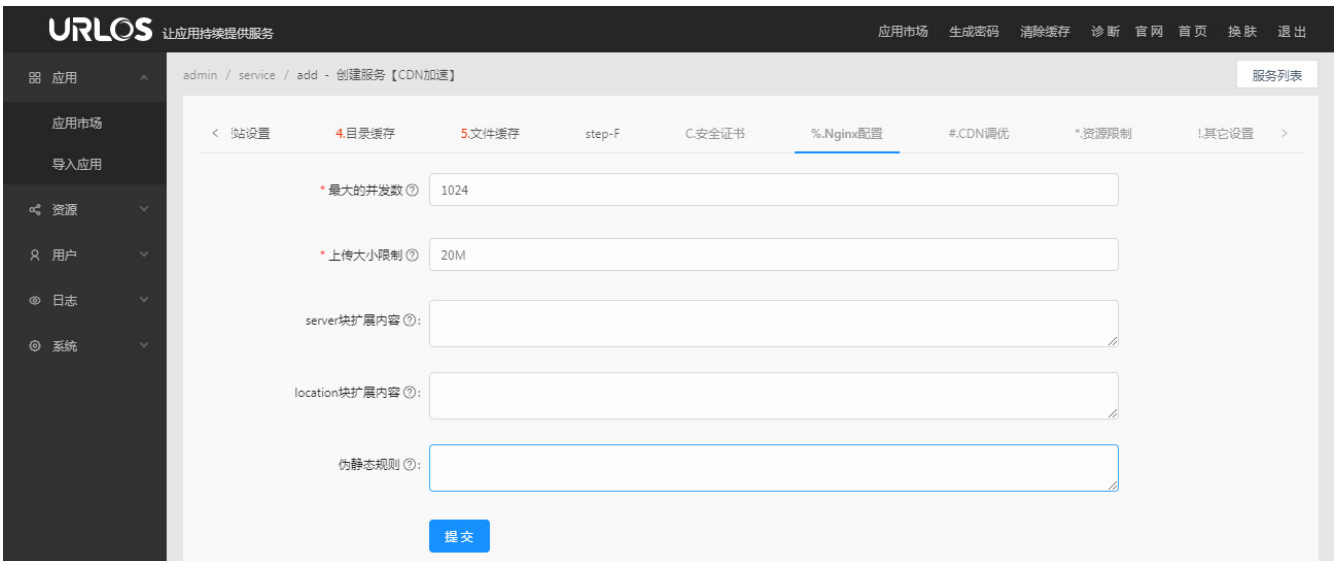 URLOS 让应用持续提供服务
应用市场 生成密码 清除缓存 诊断 官网 首页 换肤 退出
应用
应用市场
导入应用
资源
用户
日志
系统
admin / service / add - 创建服务【CDN加速】
服务列表
站设置 4.目录缓存 5.文件缓存 step-F C.安全证书 %.Nginx配置 #.CDN调优 *.资源限制 !.其它设置
* 最大的并发数 1024
* 上传大小限制 20M
server块扩展内容 :
location块扩展内容 :
伪静态规则 :
提交